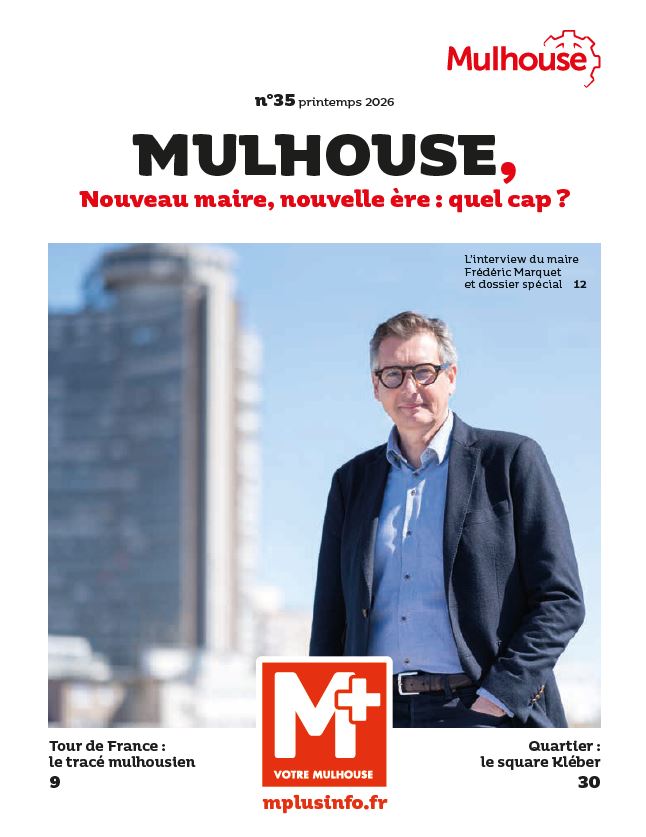 Mulhouse
n°35 printemps 2026
MULHOUSE,
Nouveau maire, nouvelle ère : quel cap ?
L'interview du maire
Frédéric Marquet
et dossier spécial 12
Tour de France :
le tracé mulhousien
9
M+
VOTRE MULHOUSE
mplusinfo.fr
Quartier :
le square Kléber
30